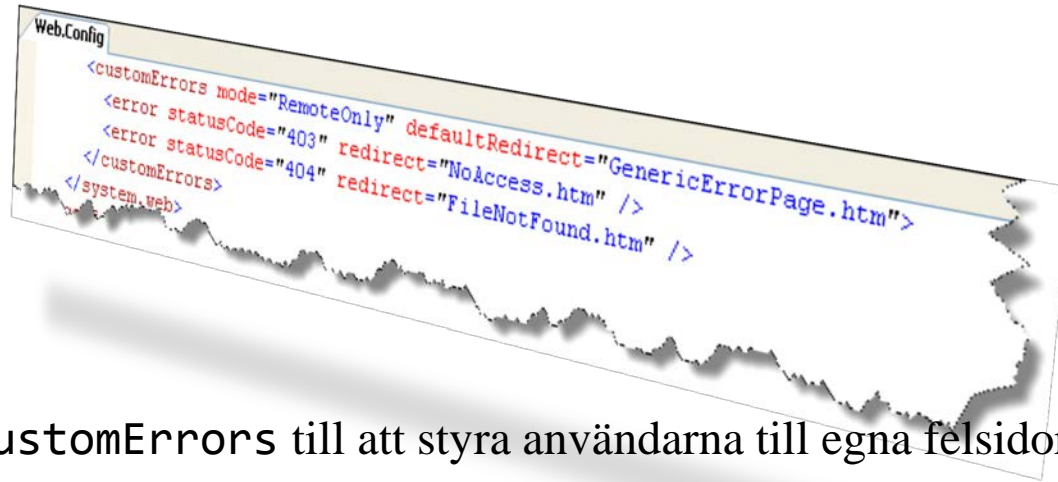 Web.Config
<customErrors mode="RemoteOnly" defaultRedirect="GenericErrorPage.htm">
<error statusCode="403" redirect="NoAccess.htm" />
<error statusCode="404" redirect="FileNotFound.htm" />
</customErrors>
</system.web>
ustomErrors till att styra användarna till egna felsidor